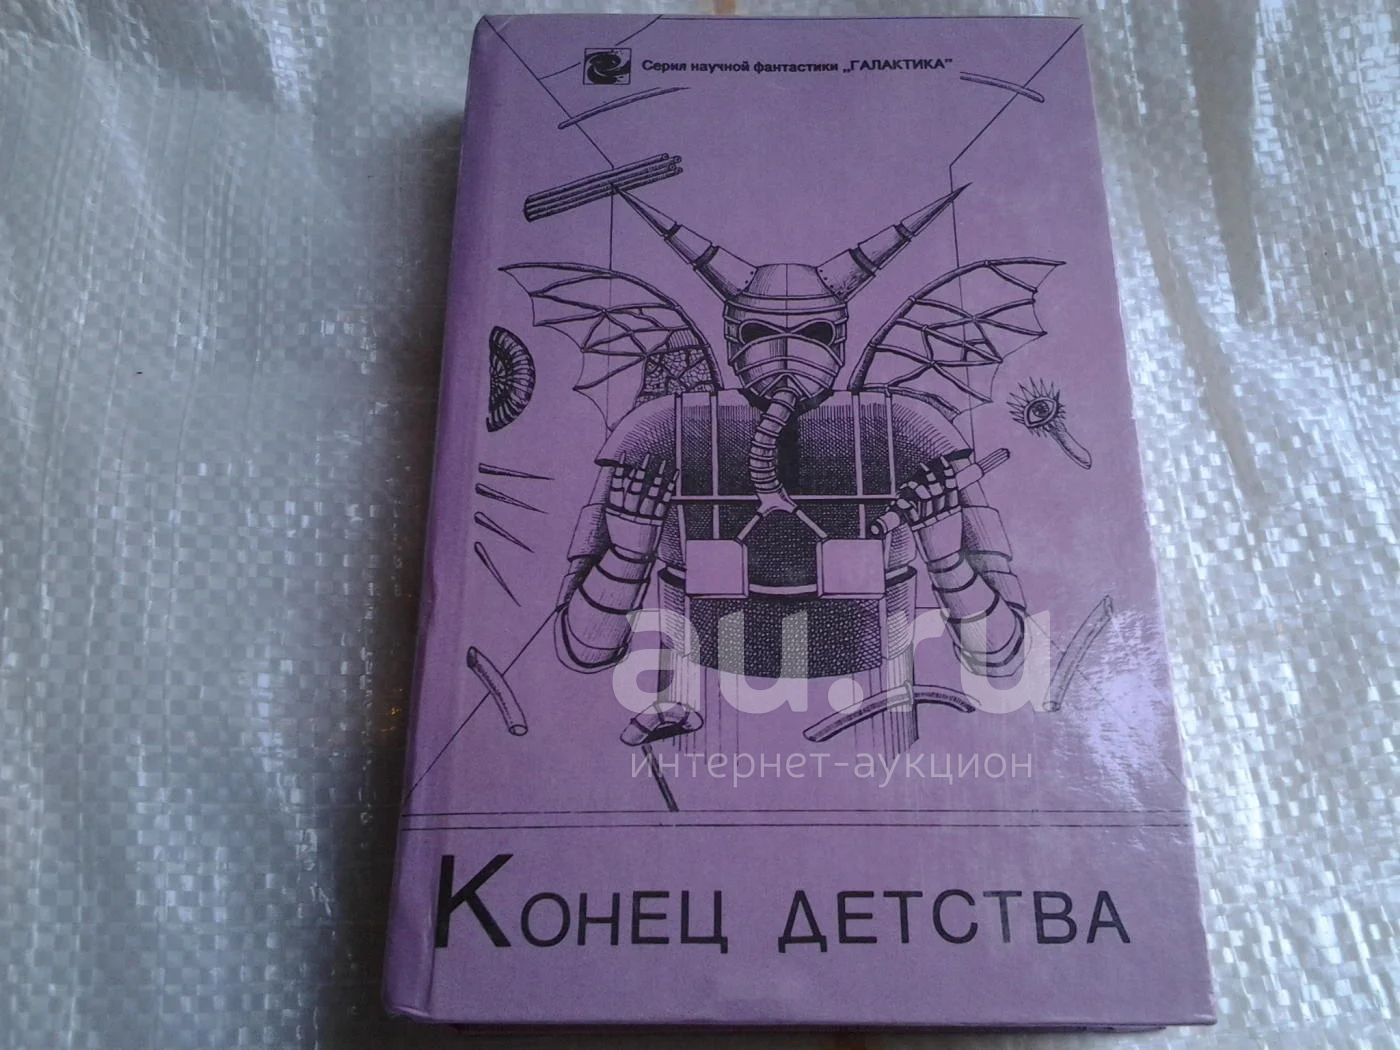 Серия научной фантастики „ГАЛАКТИКА"
au.ru
интернет-аукцион
Конец детства